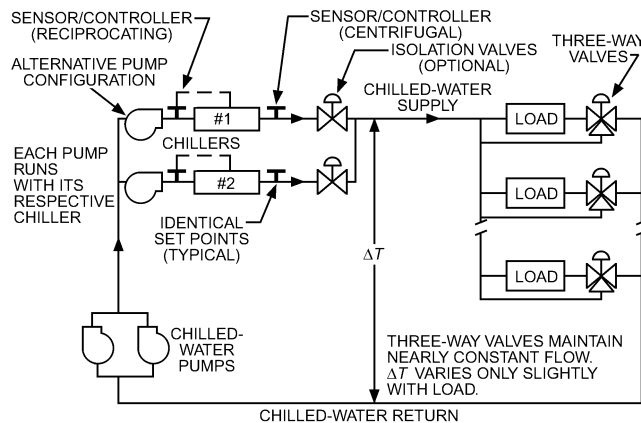 SENSOR/CONTROLLER
(RECIPROCATING)
SENSOR/CONTROLLER
(CENTRIFUGAL)
ISOLATION VALVES
(OPTIONAL)
THREE-WAY
VALVES
ALTERNATIVE PUMP
CONFIGURATION
CHILLED-WATER
SUPPLY
#1
LOAD
CHILLERS
EACH PUMP
RUNS
WITH ITS
RESPECTIVE
CHILLER
#2
LOAD
IDENTICAL
SET POINTS
(TYPICAL)
ΔT
LOAD
CHILLED-
WATER
PUMPS
THREE-WAY VALVES MAINTAIN
NEARLY CONSTANT FLOW.
ΔT VARIES ONLY SLIGHTLY
WITH LOAD.
CHILLED-WATER RETURN